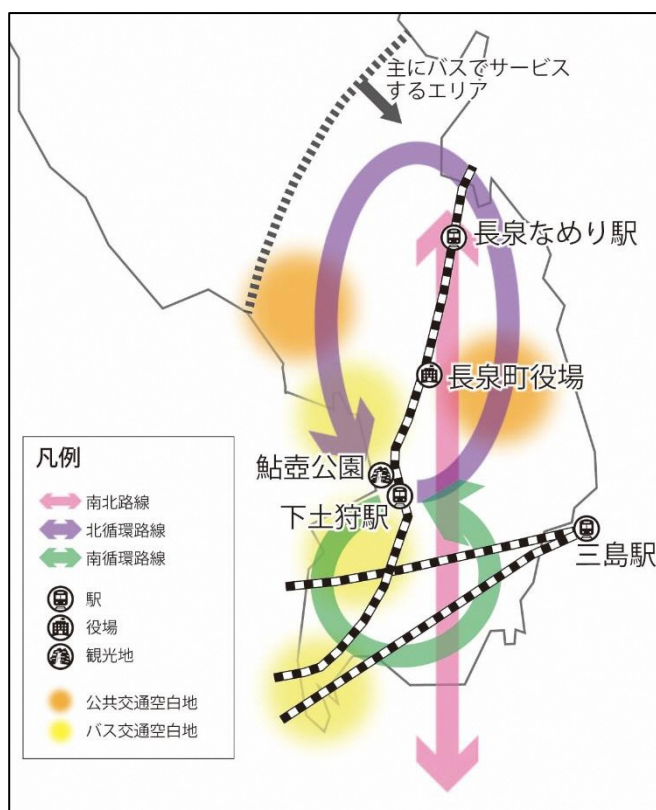 主にバスでサービス
するエリア
長泉なめり駅
長泉町役場
鮎壺公園
下土狩駅
三島駅
凡例
南北路線
北循環路線
南循環路線
駅
役場
観光地
公共交通空白地
バス交通空白地